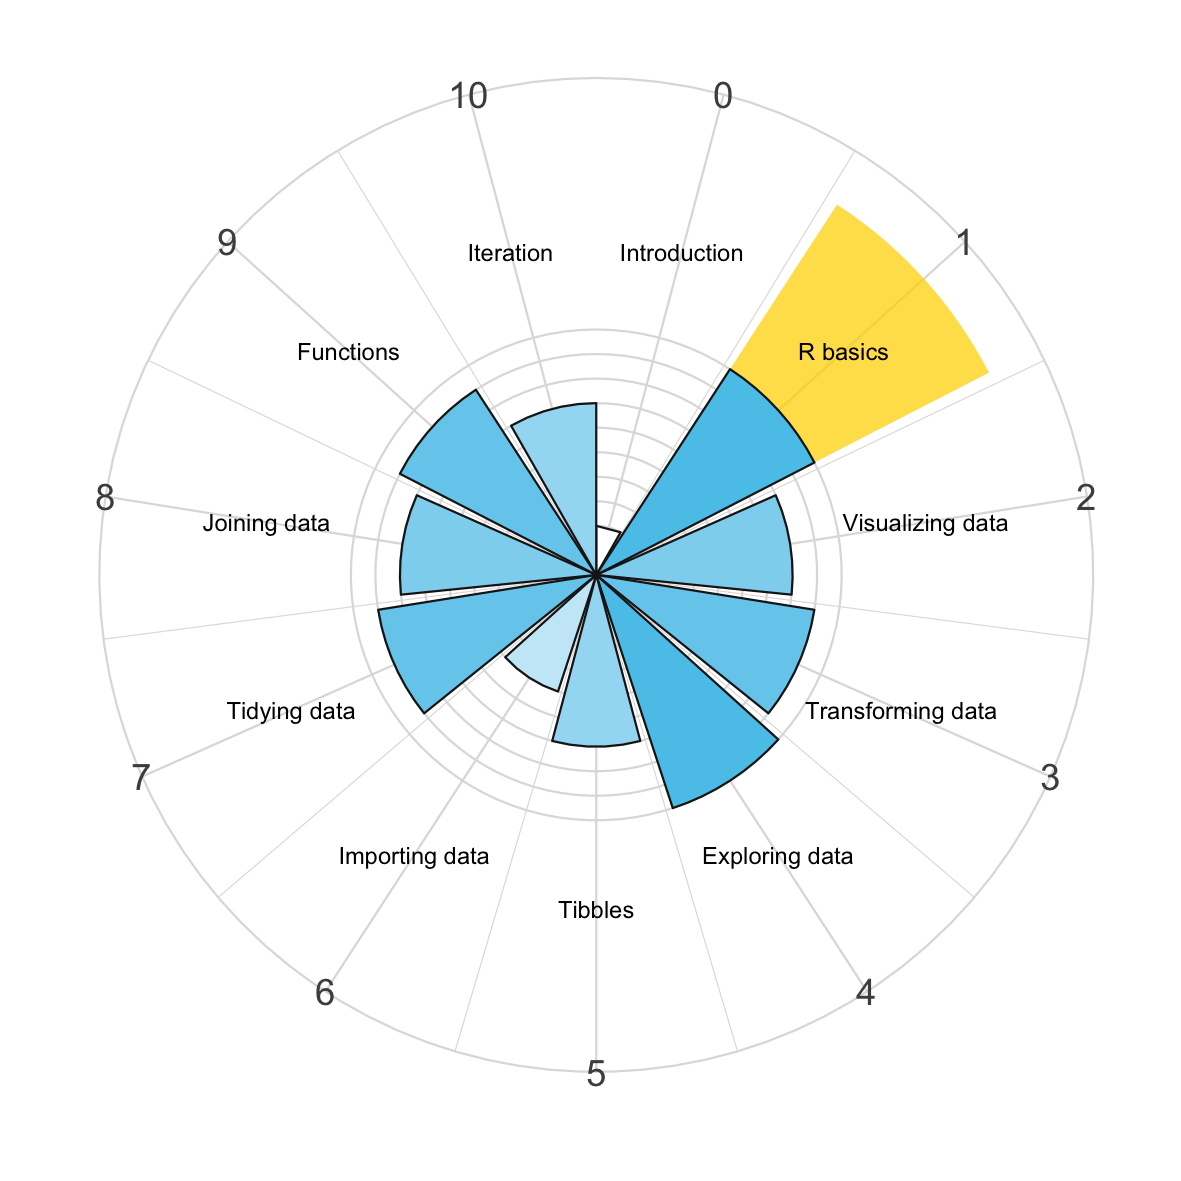 10
0
9
1
Iteration
Introduction
Functions
R basics
8
2
Joining data
Visualizing data
Tidying data
Transforming data
7
3
Importing data
Exploring data
Tibbles
6
4
5